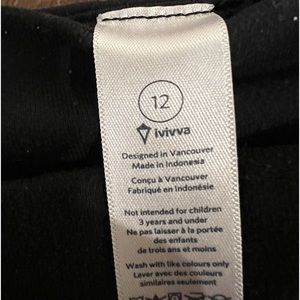 12
ivivva
Designed in Vancouver
Made in Indonesia
Conçu à Vancouver
Fabriqué en Indonésie
Not intended for children
3 years and under
Ne pas laisser à la portée
des enfants
de trois ans et moins
Wash with like colours only
Laver avec des couleurs
similaires seulement